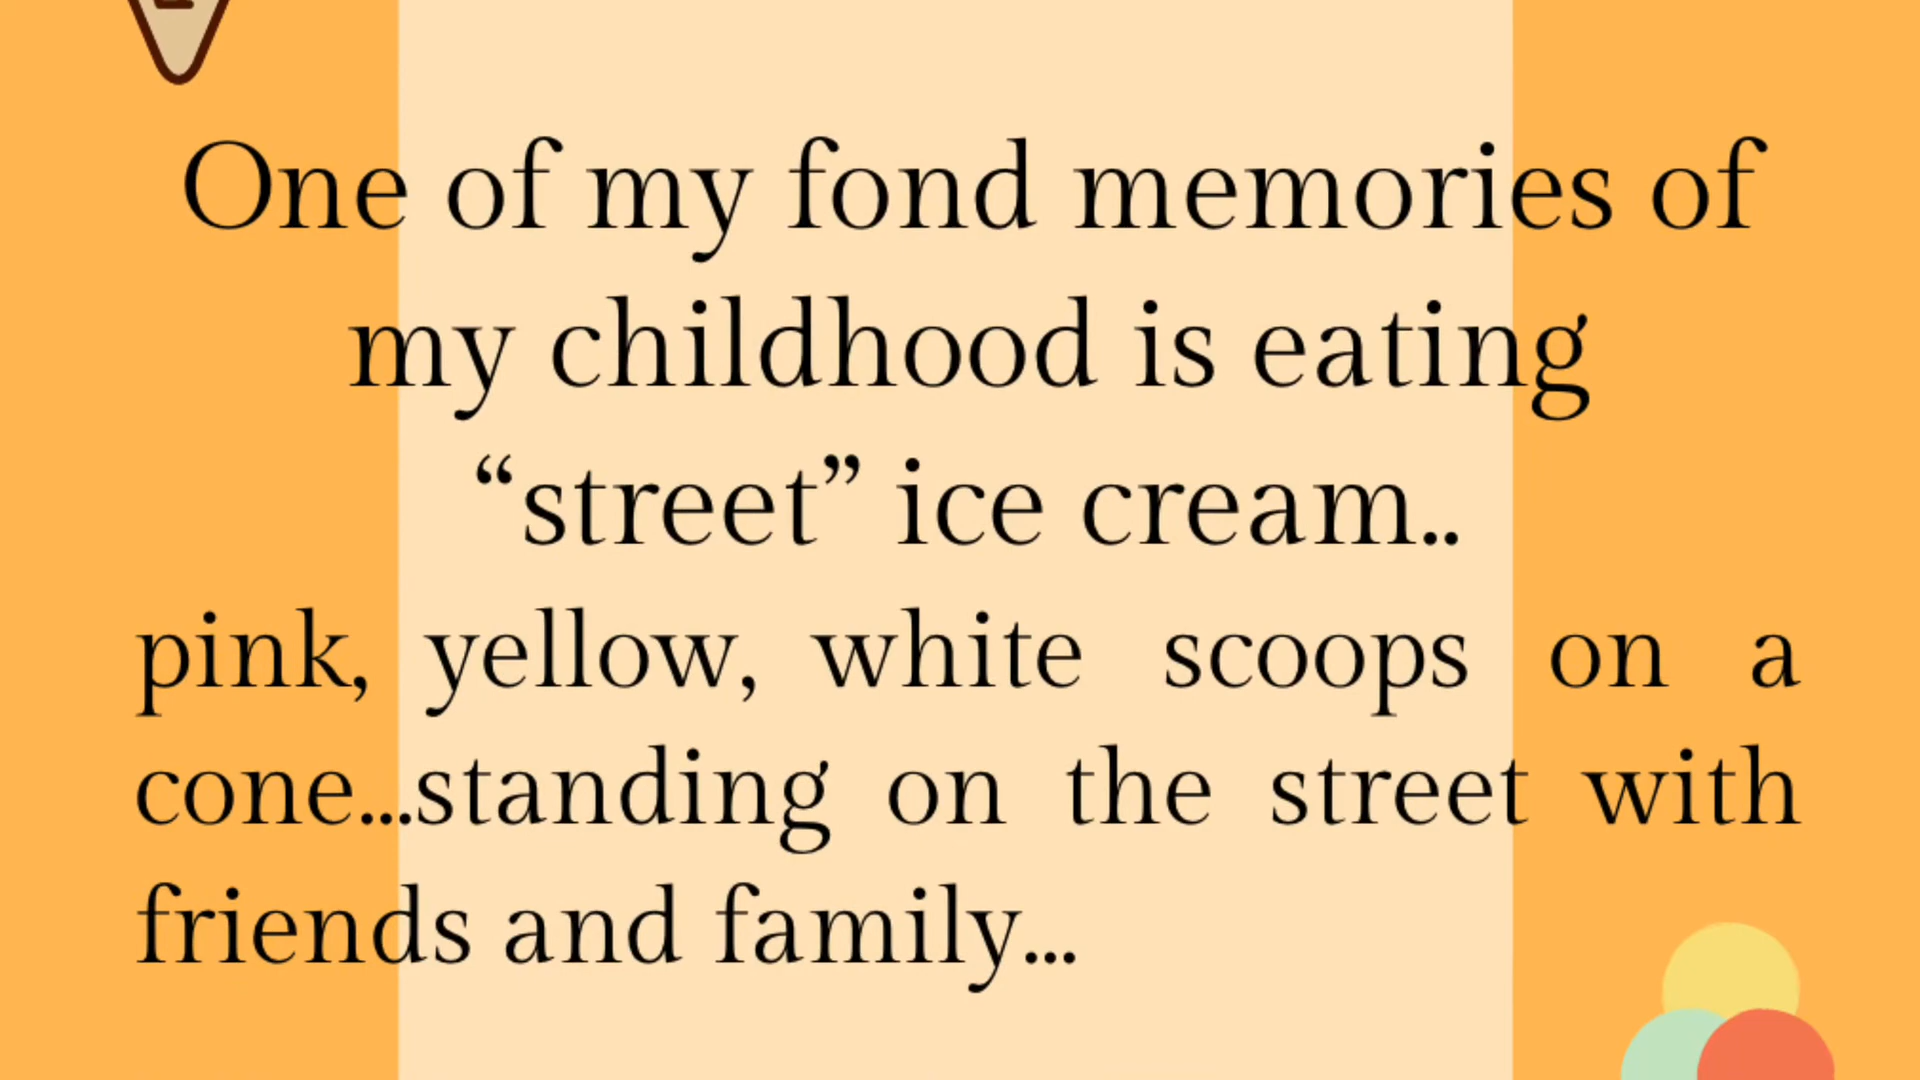 One of my fond memories of
my childhood is eating
“street” ice cream..
pink, yellow, white scoops on a
cone...standing on the street with
friends and family...